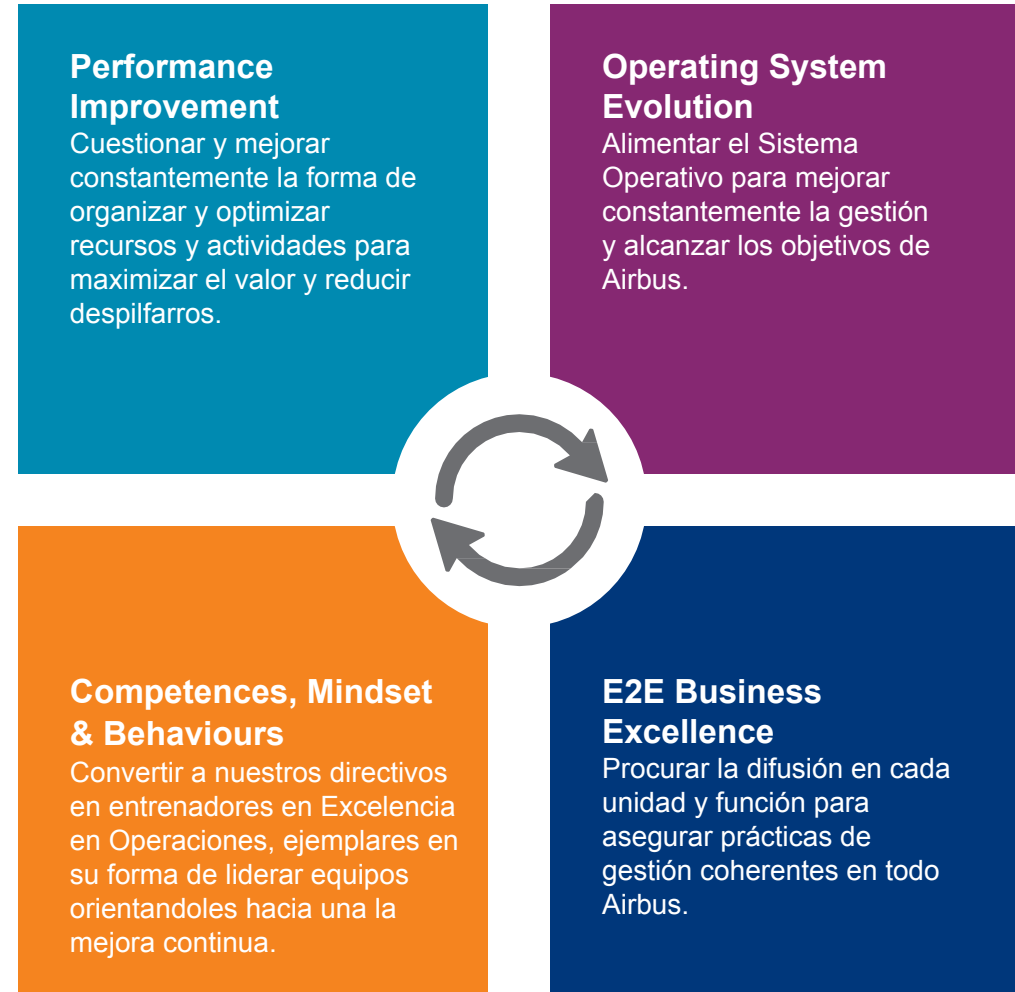 Performance
Improvement
Cuestionar y mejorar
constantemente la forma de
organizar y optimizar
recursos y actividades para
maximizar el valor y reducir
despilfarros.
Operating System
Evolution
Alimentar el Sistema
Operativo para mejorar
constantemente la gestión
y alcanzar los objetivos de
Airbus.
Competences, Mindset
& Behaviours
Convertir a nuestros directivos
en entrenadores en Excelencia
en Operaciones, ejemplares en
su forma de liderar equipos
orientandoles hacia una la
mejora continua.
E2E Business
Excellence
Procurar la difusión en cada
unidad y función para
asegurar prácticas de
gestión coherentes en todo
Airbus.